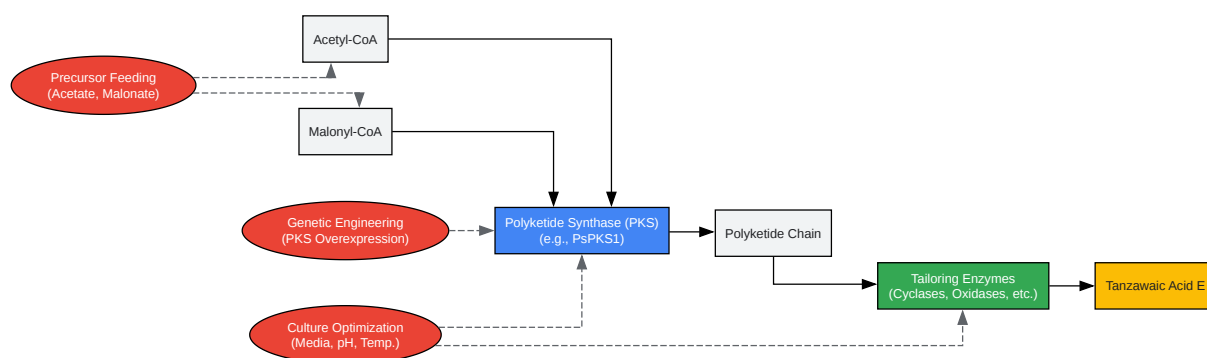 Acetyl-CoA
Precursor Feeding
(Acetate, Malonate)
Malonyl-CoA
Genetic Engineering
(PKS Overexpression)
Polyketide Synthase (PKS)
(e.g., PsPKS1)
Polyketide Chain
Tailoring Enzymes
(Cyclases, Oxidases, etc.)
Tanzawaic Acid E
Culture Optimization
(Media, pH, Temp.)